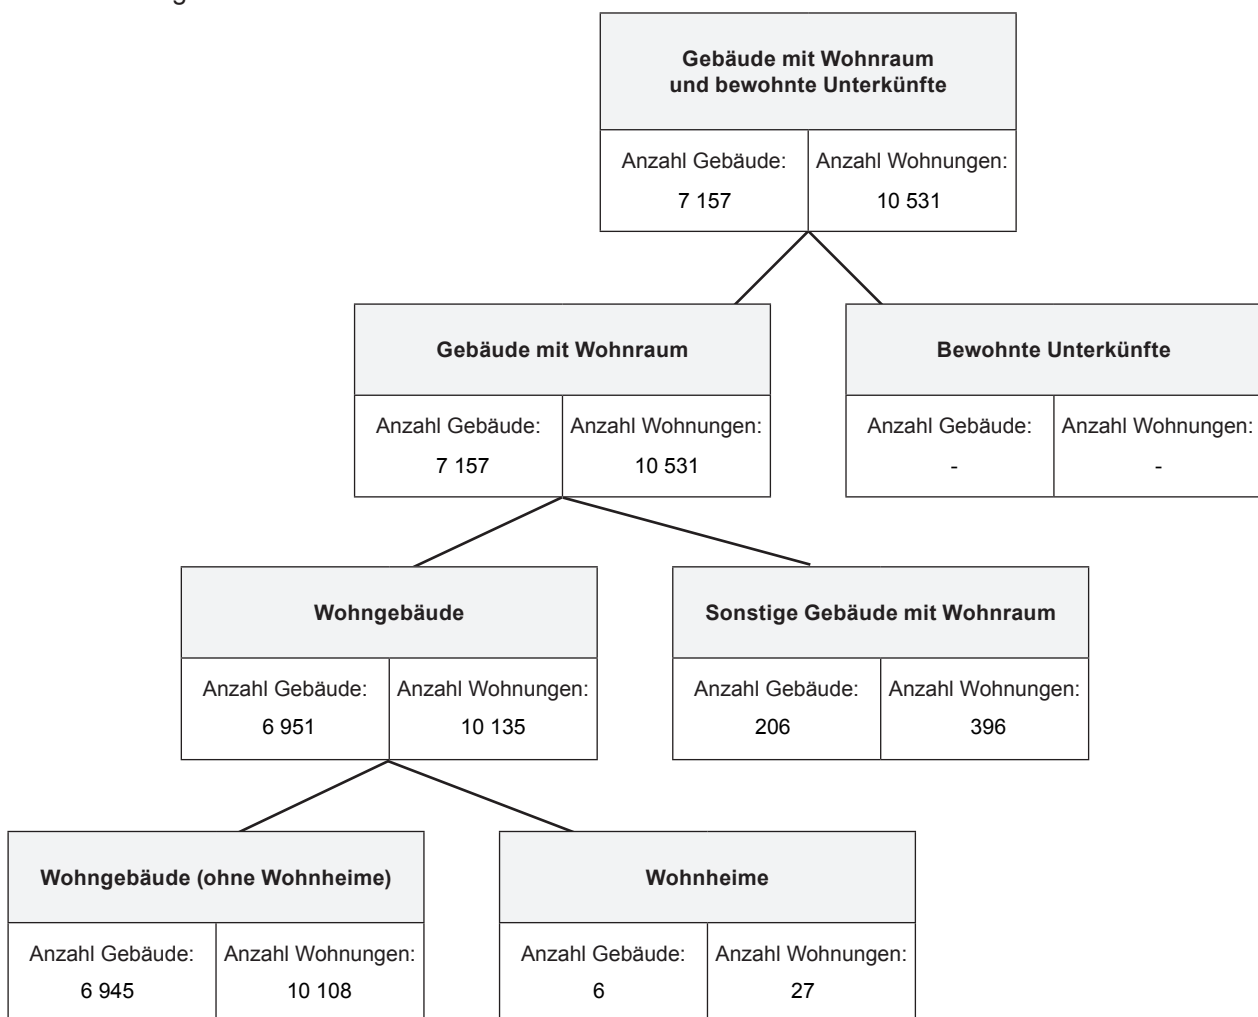 g
Gebäude mit Wohnraum
und bewohnte Unterkünfte
Anzahl Gebäude: Anzahl Wohnungen:
7 157 10 531
Gebäude mit Wohnraum Bewohnte Unterkünfte
Anzahl Gebäude: Anzahl Wohnungen: Anzahl Gebäude: Anzahl Wohnungen:
7 157 10 531 - -
Wohngebäude Sonstige Gebäude mit Wohnraum
Anzahl Gebäude: Anzahl Wohnungen: Anzahl Gebäude: Anzahl Wohnungen:
6 951 10 135 206 396
Wohngebäude (ohne Wohnheime) Wohnheime
Anzahl Gebäude: Anzahl Wohnungen: Anzahl Gebäude: Anzahl Wohnungen:
6 945 10 108 6 27